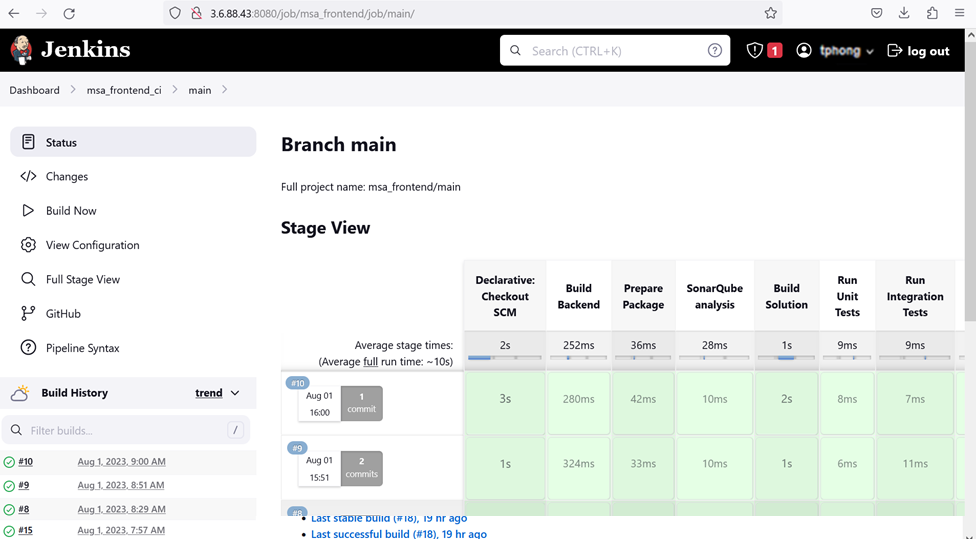 3.6.88.43:8080/job/msa_frontend/job/main/
Jenkins
Search (CTRL+K)
?
1
tphong
log out
Dashboard
msa_frontend_ci
main
Status
Changes
Build Now
View Configuration
Full Stage View
GitHub
Pipeline Syntax
Build History
trend
Filter builds...
/
#10 Aug 1, 2023, 9:00 AM
#9 Aug 1, 2023, 8:51 AM
#8 Aug 1, 2023, 8:29 AM
#15 Aug 1, 2023, 7:57 AM
Branch main
Full project name: msa_frontend/main
Stage View
Declarative:
Checkout
SCM
Build
Backend
Prepare
Package
SonarQube
analysis
Build
Solution
Run
Unit
Tests
Run
Integration
Tests
Average stage times:
(Average full run time: ~10s)
2s 252ms 36ms 28ms 1s 9ms 9ms
#10
Aug 01
16:00
1
commit
3s 280ms 42ms 10ms 2s 8ms 7ms
#9
Aug 01
15:51
2
commits
1s 324ms 33ms 10ms 1s 6ms 11ms
#8
Last stable build (#18), 19 hr ago
Last successful build (#18), 19 hr ago